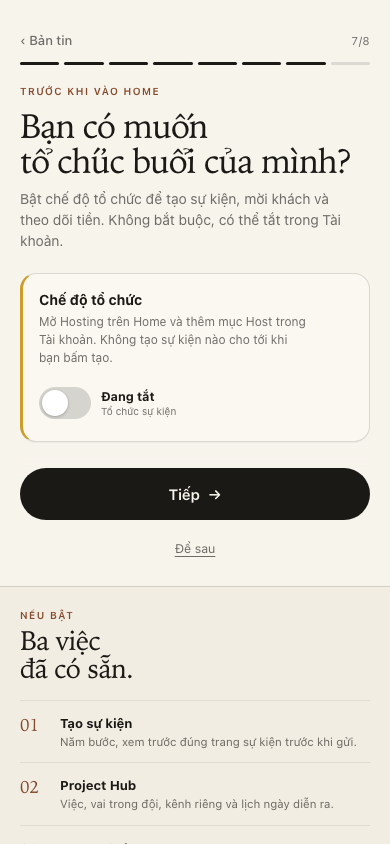 ‹ Bản tin
7/8
TRƯỚC KHI VÀO HOME
Bạn có muốn
tổ chức buổi của mình?
Bật chế độ tổ chức để tạo sự kiện, mời khách và
theo dõi tiền. Không bắt buộc, có thể tắt trong Tài
khoản.
Chế độ tổ chức
Mở Hosting trên Home và thêm mục Host trong
Tài khoản. Không tạo sự kiện nào cho tới khi
bạn bấm tạo.
Đang tắt
Tổ chức sự kiện
Tiếp →
Để sau
NẾU BẬT
Ba việc
đã có sẵn.
01
Tạo sự kiện
Năm bước, xem trước đúng trang sự kiện trước khi gửi.
02
Project Hub
Việc, vai trong đội, kênh riêng và lịch ngày diễn ra.